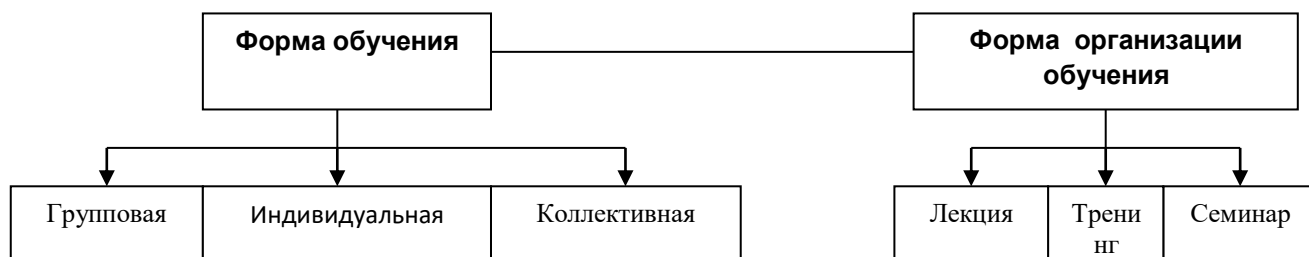 Форма обучения
Форма организации
обучения
Групповая
Индивидуальная
Коллективная
Лекция
Трени
нг
Семинар